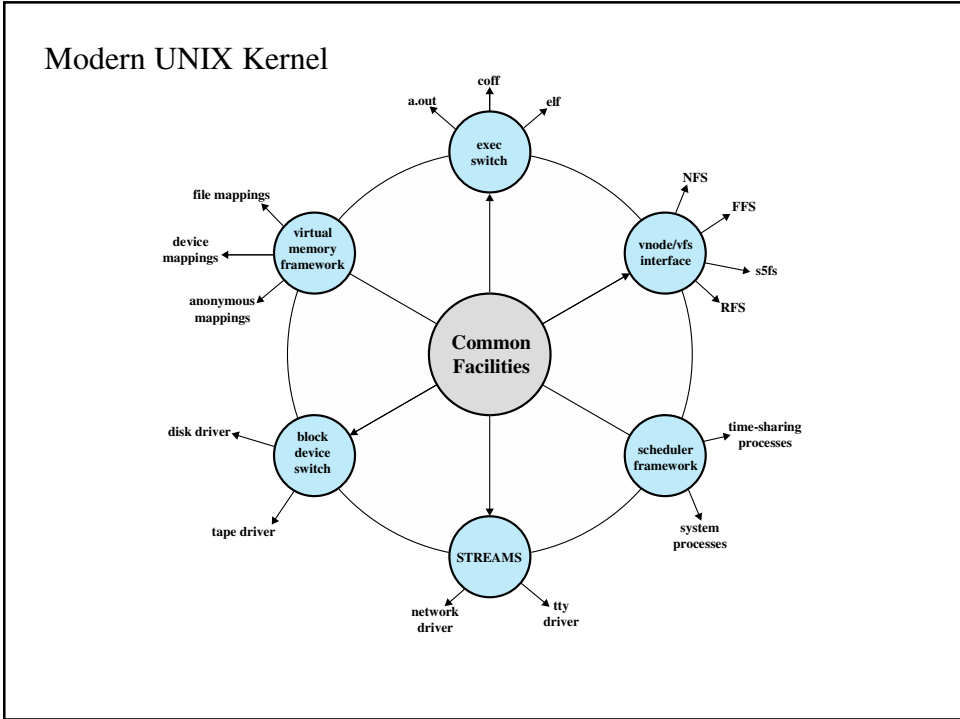 Modern UNIX Kernel
coff
a.out
elf
exec
switch
NFS
FFS
s5fs
RFS
vnode/vfs
interface
file mappings
device
mappings
anonymous
mappings
virtual
memory
framework
Common
Facilities
disk driver
tape driver
block
device
switch
scheduler
framework
time-sharing
processes
system
processes
STREAMS
network
driver
tty
driver